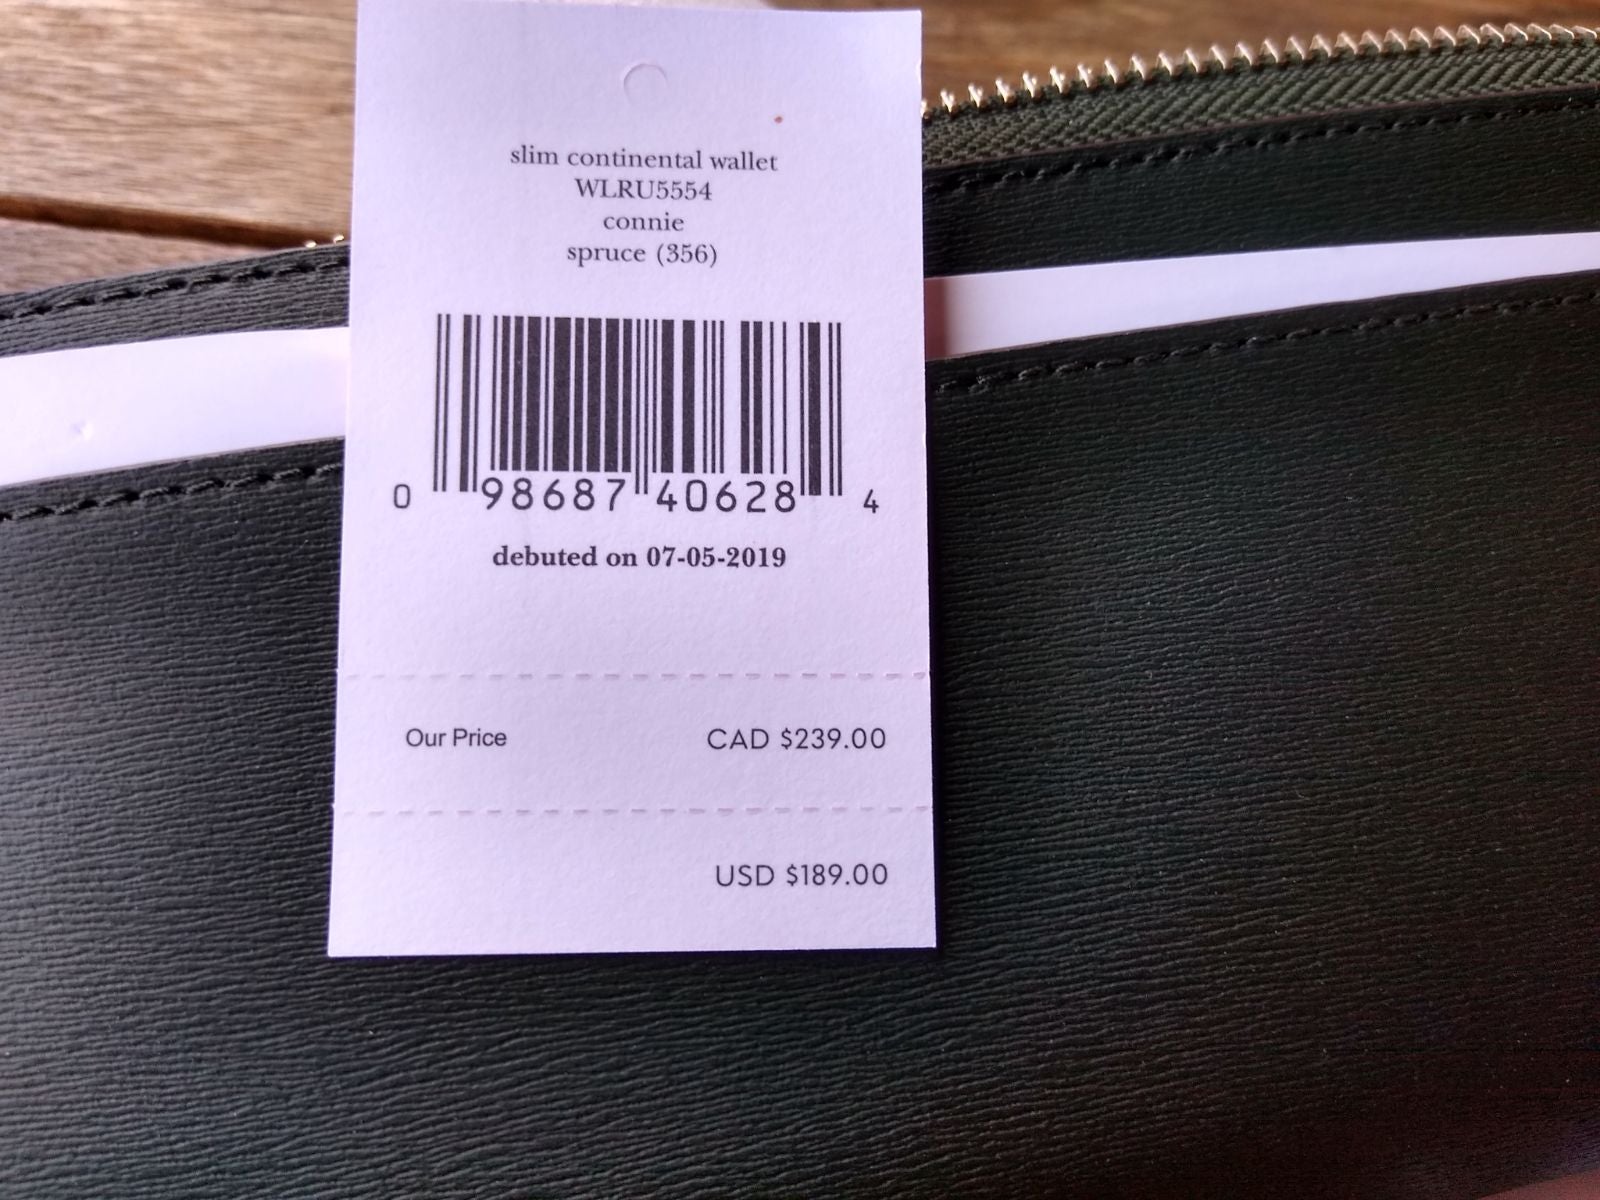 slim continental wallet
WLRU5554
connie
spruce (356)
0 98687 40628 4
debuted on 07-05-2019
Our Price CAD $239.00
USD $189.00